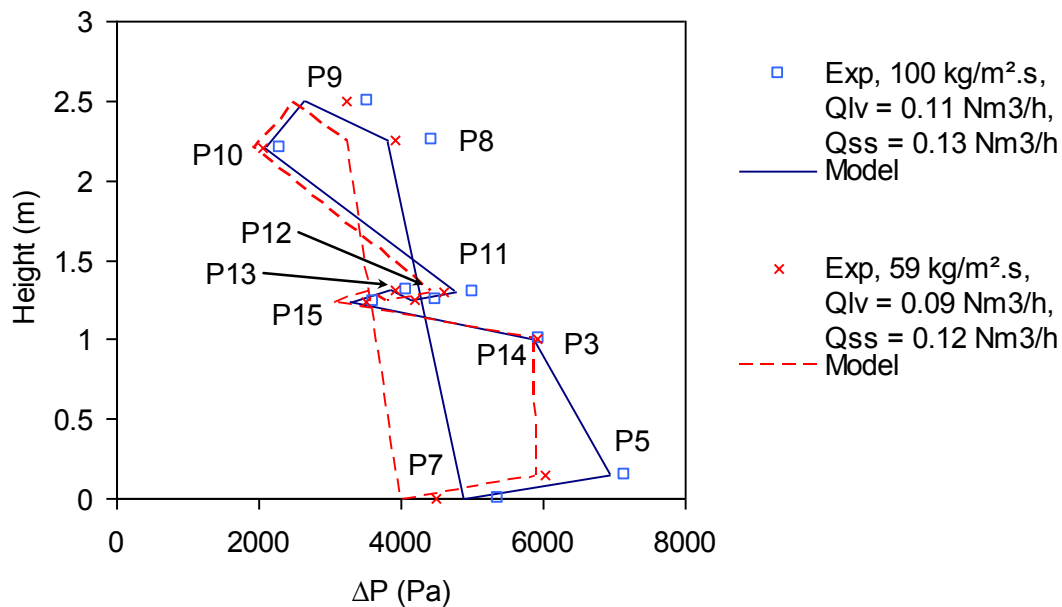 3
2.5
2
1.5
1
0.5
0
Height (m)
0
2000
4000
6000
8000
ΔP (Pa)
P9
P8
P10
P12
P11
P13
P15
P14
P3
P5
P7
Exp, 100 kg/m².s,
Qlv = 0.11 Nm3/h,
Qss = 0.13 Nm3/h
Model
Exp, 59 kg/m².s,
Qlv = 0.09 Nm3/h,
Qss = 0.12 Nm3/h
Model